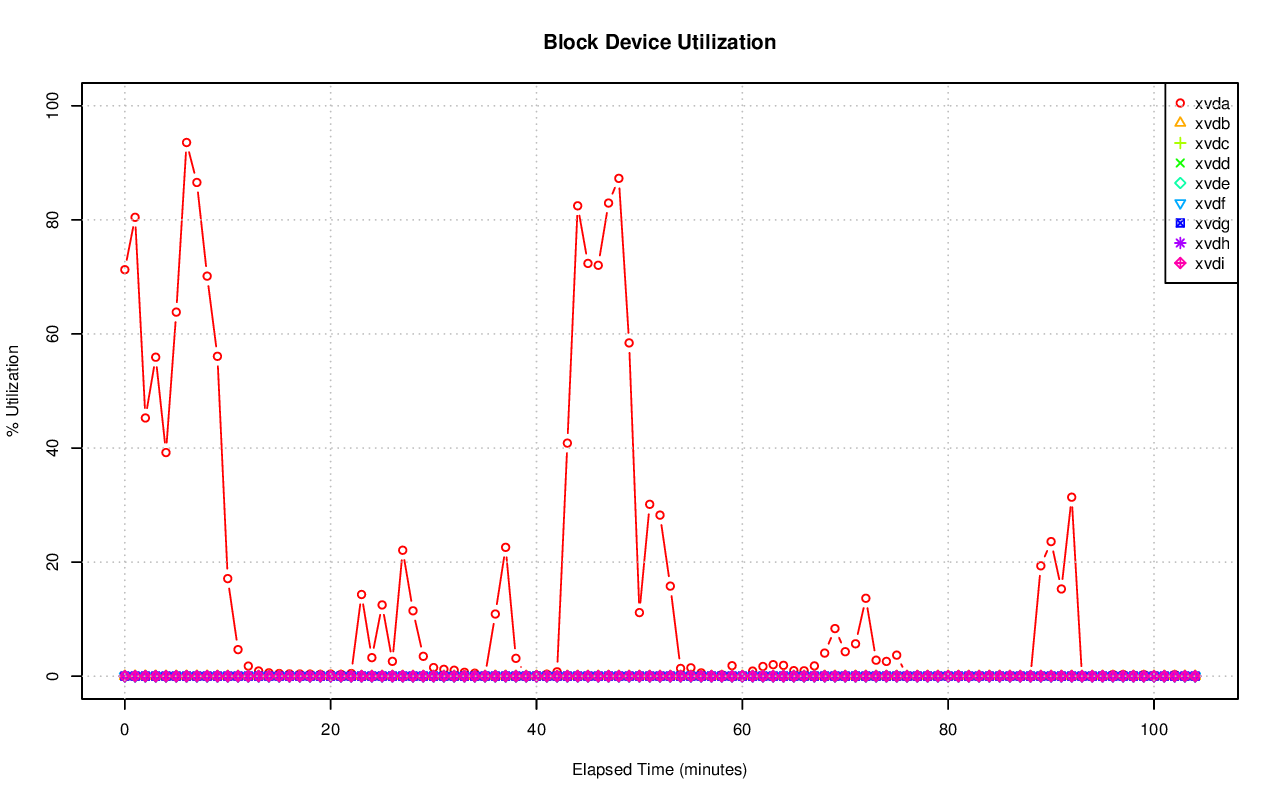 Block Device Utilization
% Utilization
100
80
60
40
20
0
xvda
xvdb
xvdc
xvdd
xvde
xvdf
xvdg
xvdh
xvdi
0 20 40 60 80 100
Elapsed Time (minutes)